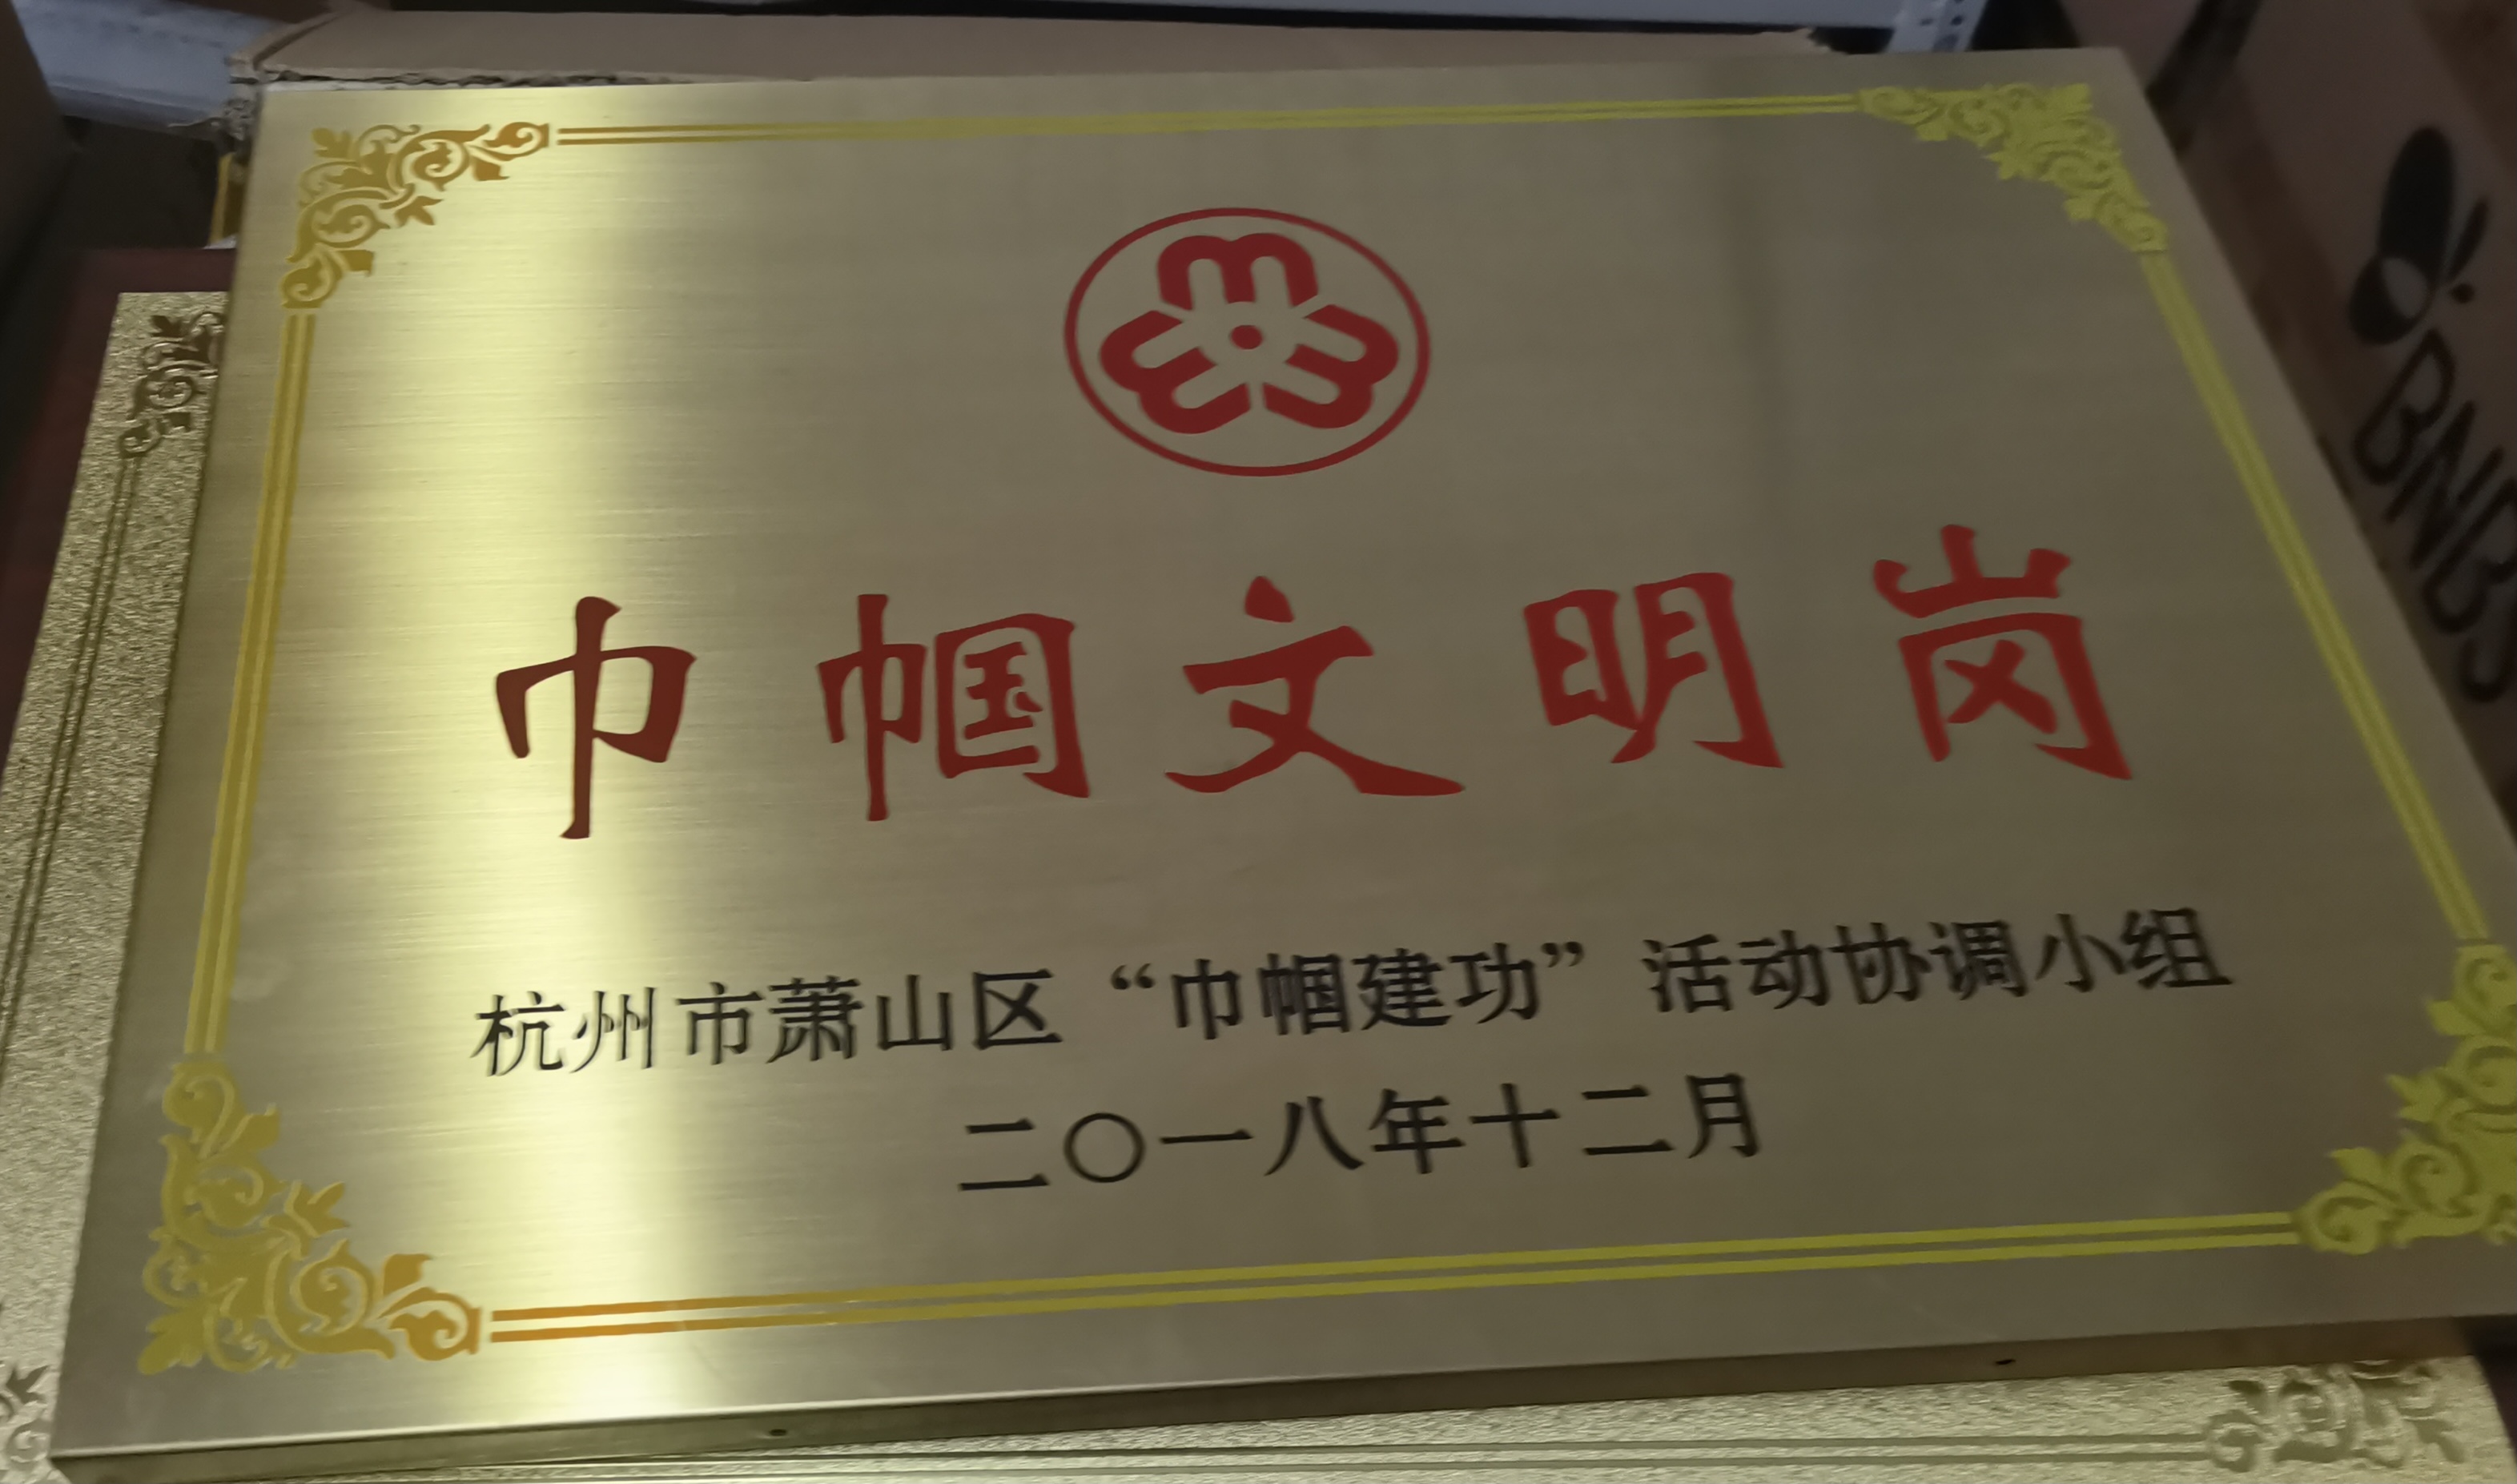 巾帼文明岗
杭州市萧山区“巾帼建功”活动协调小组
二〇一八年十二月